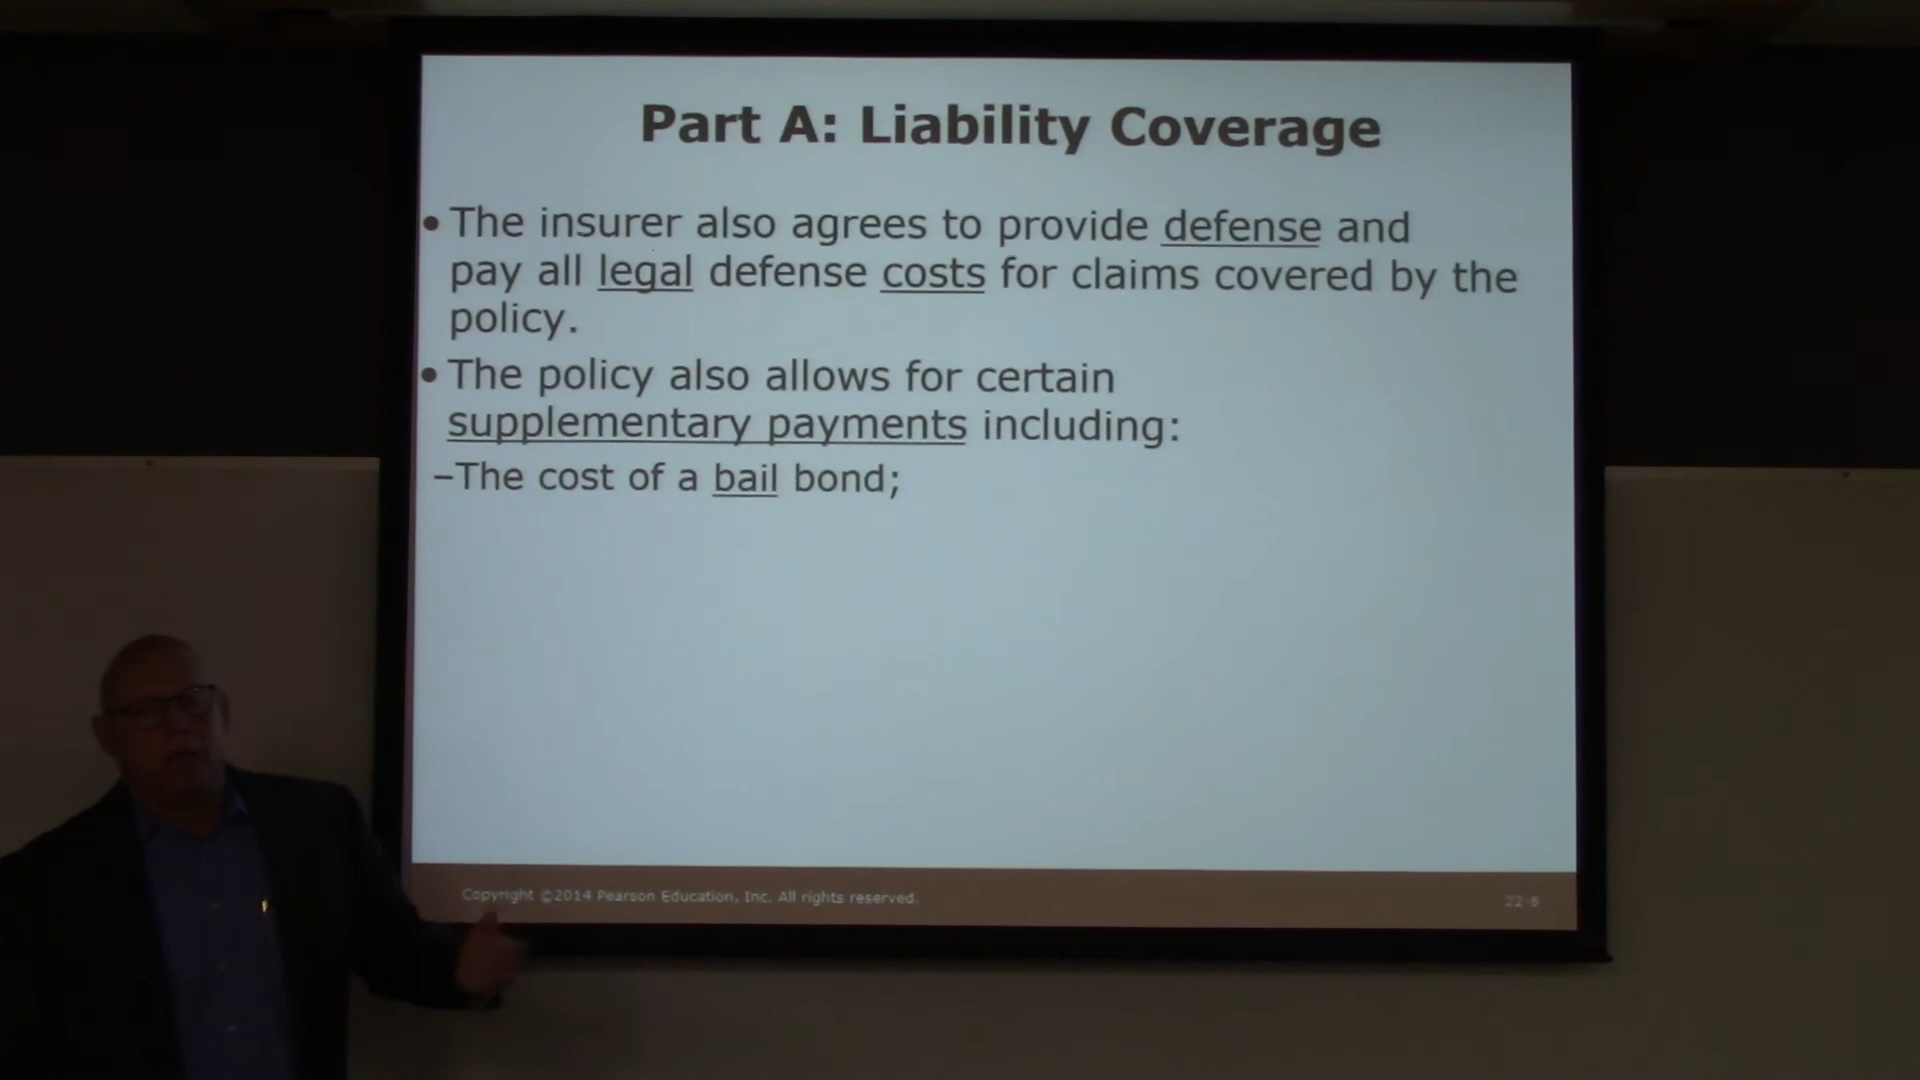 Part A: Liability Coverage
• The insurer also agrees to provide defense and
pay all legal defense costs for claims covered by the
policy.
• The policy also allows for certain
supplementary payments including:
–The cost of a bail bond;
Copyright ©2014 Pearson Education, Inc. All rights reserved.
22-6